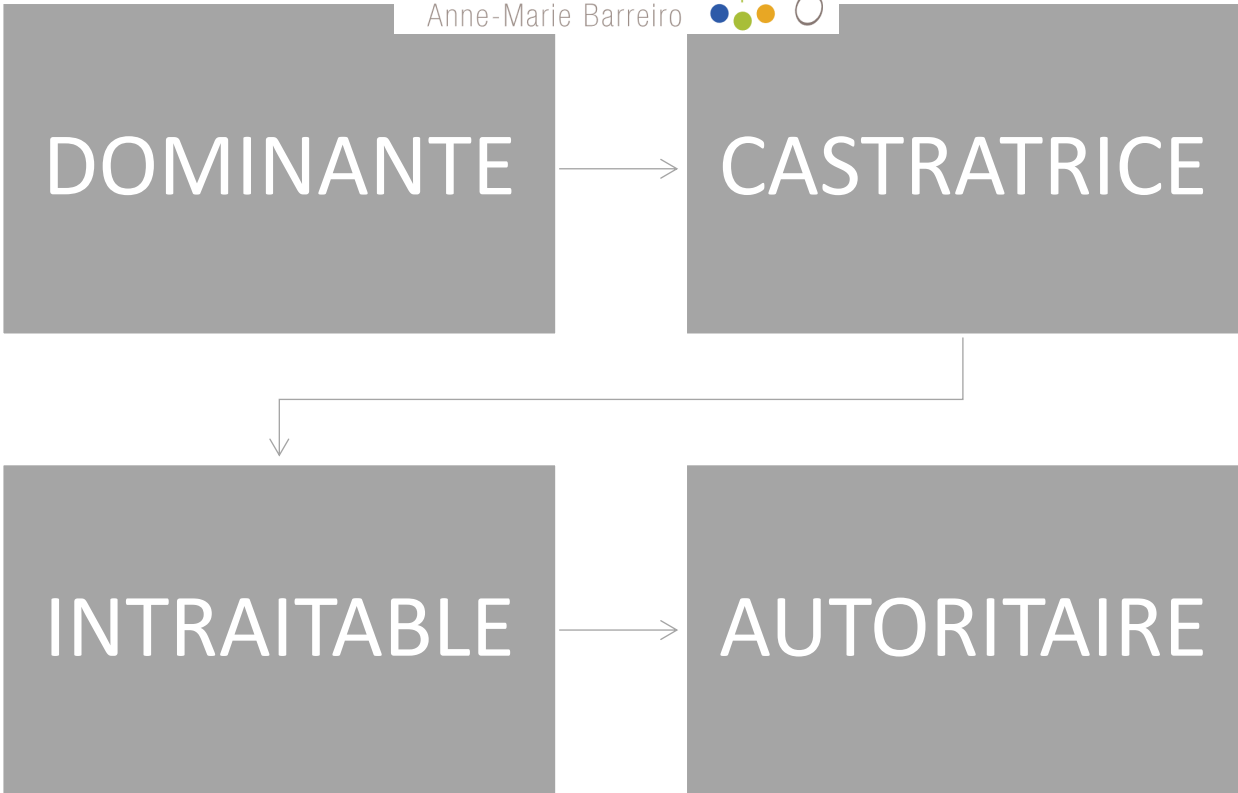 Anne-Marie Barreiro
DOMINANTE
CASTRATRICE
INTRAITABLE
AUTORITAIRE